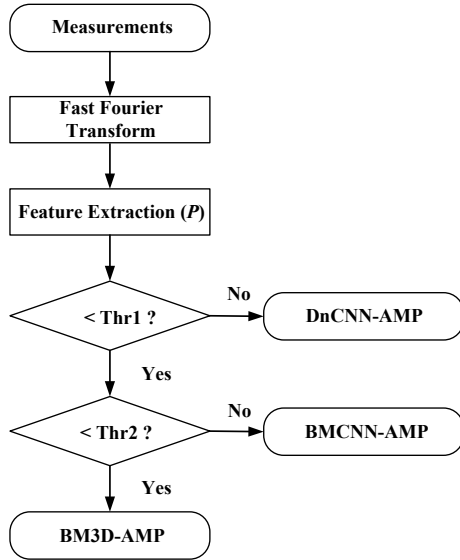 Measurements
Fast Fourier
Transform
Feature Extraction (P)
< Thr1 ?
No
DnCNN-AMP
Yes
< Thr2 ?
No
BMCNN-AMP
Yes
BM3D-AMP